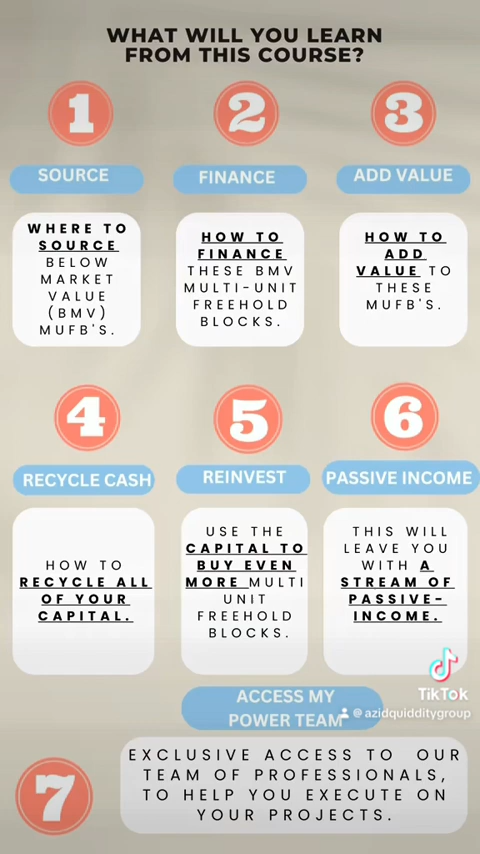 WHAT WILL YOU LEARN
FROM THIS COURSE?
1
SOURCE
WHERE TO
SOURCE
BELOW
MARKET
VALUE
(BMV)
MUFB'S.
2
FINANCE
HOW TO
FINANCE
THESE BMV
MULTI-UNIT
FREEHOLD
BLOCKS.
3
ADD VALUE
HOW TO
ADD
VALUE TO
THESE
MUFB'S.
4
RECYCLE CASH
HOW TO
RECYCLE ALL
OF YOUR
CAPITAL.
5
REINVEST
USE THE
CAPITAL TO
BUY EVEN
MORE MULTI
UNIT
FREEHOLD
BLOCKS.
6
PASSIVE INCOME
THIS WILL
LEAVE YOU
WITH A
STREAM OF
PASSIVE-
INCOME.
TikTok
@azidquidditygroup
7
ACCESS MY
POWER TEAM
EXCLUSIVE ACCESS TO OUR
TEAM OF PROFESSIONALS,
TO HELP YOU EXECUTE ON
YOUR PROJECTS.